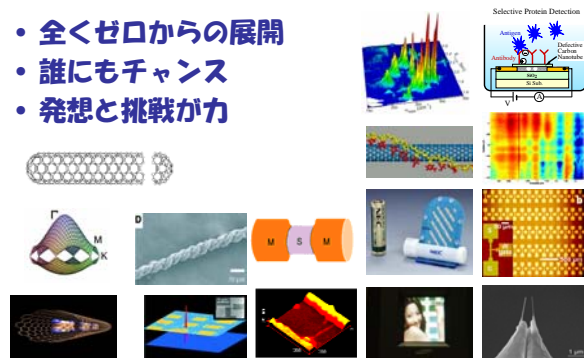 • 全くゼロからの展開
• 誰にもチャンス
• 発想と挑戦が力
Selective Protein Detection
Antigen
Antibody
Defective
Carbon
Nanotube
SiO₂
Si Sub.
V
A
Γ
M
K
D
M S M
NEC
S